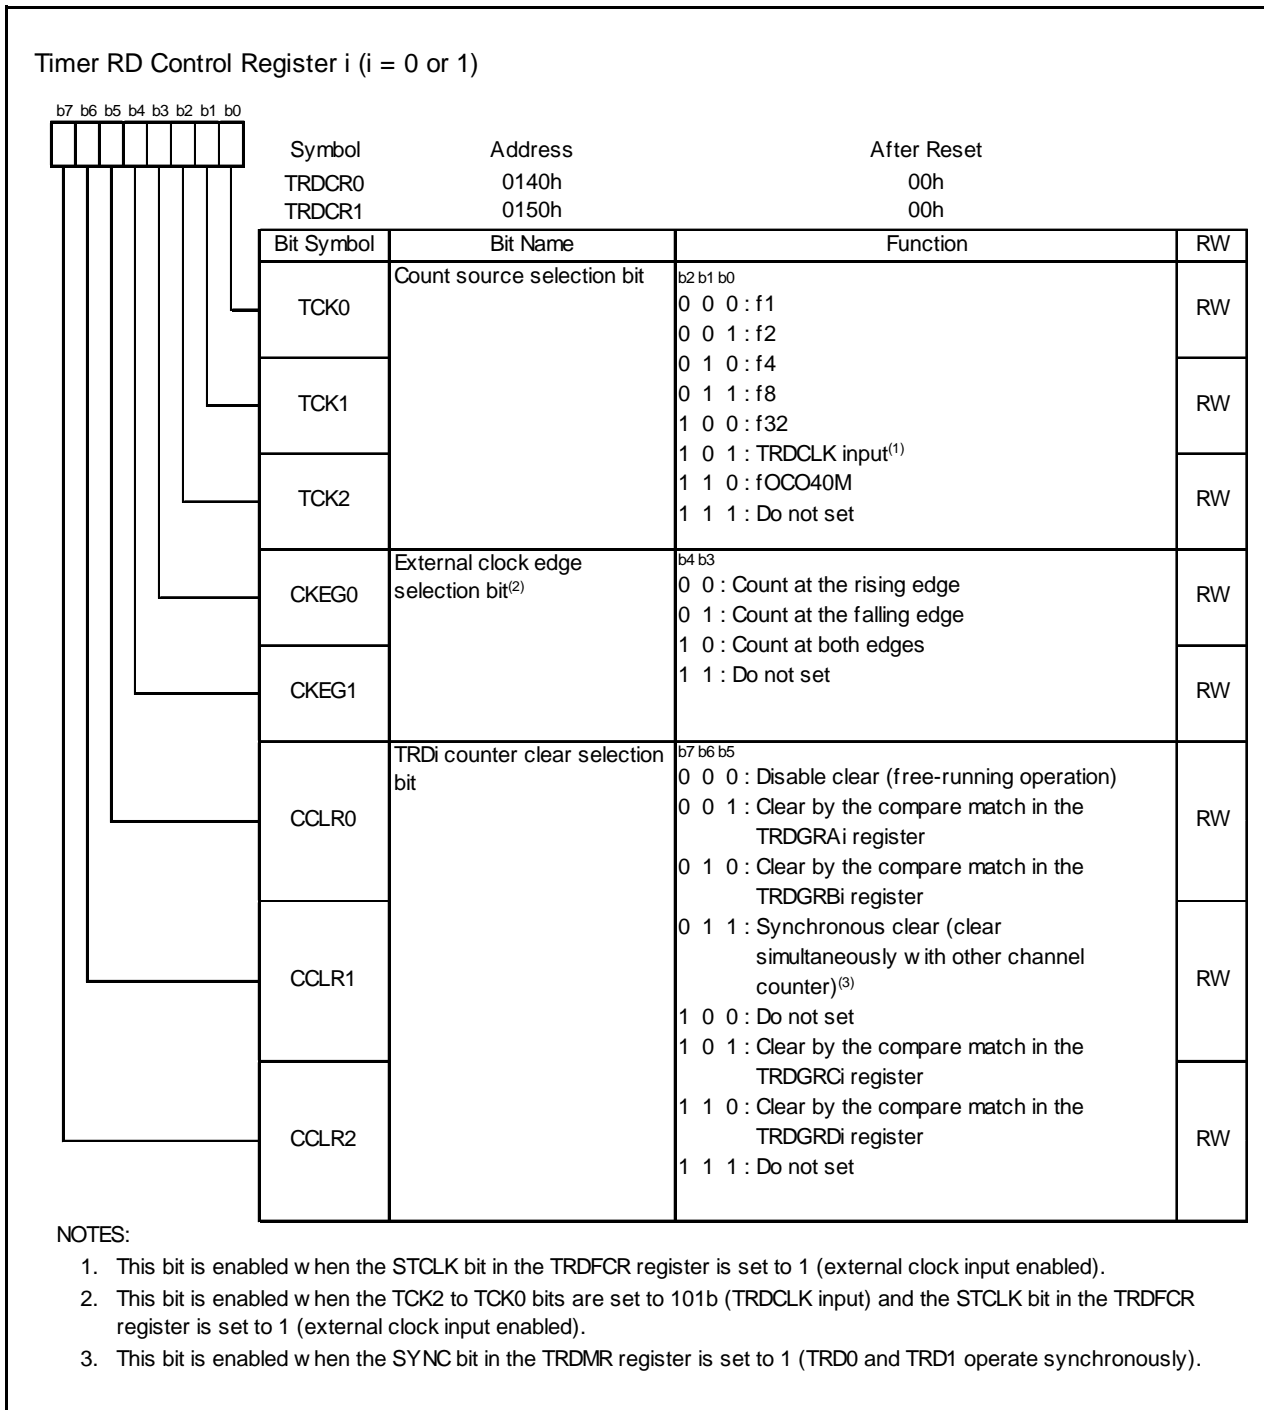 Timer RD Control Register i (i = 0 or 1)
b7 b6 b5 b4 b3 b2 b1 b0
Symbol Address After Reset
TRDCR0 0140h 00h
TRDCR1 0150h 00h
Bit Symbol Bit Name Function RW
TCK0 Count source selection bit b2 b1 b0
0 0 0 : f1 RW
0 0 1 : f2
0 1 0 : f4
TCK1 0 1 1 : f8 RW
1 0 0 : f32
1 0 1 : TRDCLK input(1)
TCK2 1 1 0 : fOCO40M RW
1 1 1 : Do not set
CKEG0 External clock edge b4 b3
selection bit(2) 0 0 : Count at the rising edge RW
0 1 : Count at the falling edge
1 0 : Count at both edges
CKEG1 1 1 : Do not set RW
TRDi counter clear selection b7 b6 b5
bit 0 0 0 : Disable clear (free-running operation)
CCLR0 0 0 1 : Clear by the compare match in the RW
TRDGRAi register
0 1 0 : Clear by the compare match in the
TRDGRBi register
0 1 1 : Synchronous clear (clear
simultaneously with other channel
CCLR1 counter)(3) RW
1 0 0 : Do not set
1 0 1 : Clear by the compare match in the
TRDGRCi register
1 1 0 : Clear by the compare match in the
CCLR2 TRDGRDi register RW
1 1 1 : Do not set
NOTES:
1. This bit is enabled when the STCLK bit in the TRDFCR register is set to 1 (external clock input enabled).
2. This bit is enabled when the TCK2 to TCK0 bits are set to 101b (TRDCLK input) and the STCLK bit in the TRDFCR
register is set to 1 (external clock input enabled).
3. This bit is enabled when the SYNC bit in the TRDMR register is set to 1 (TRD0 and TRD1 operate synchronously).